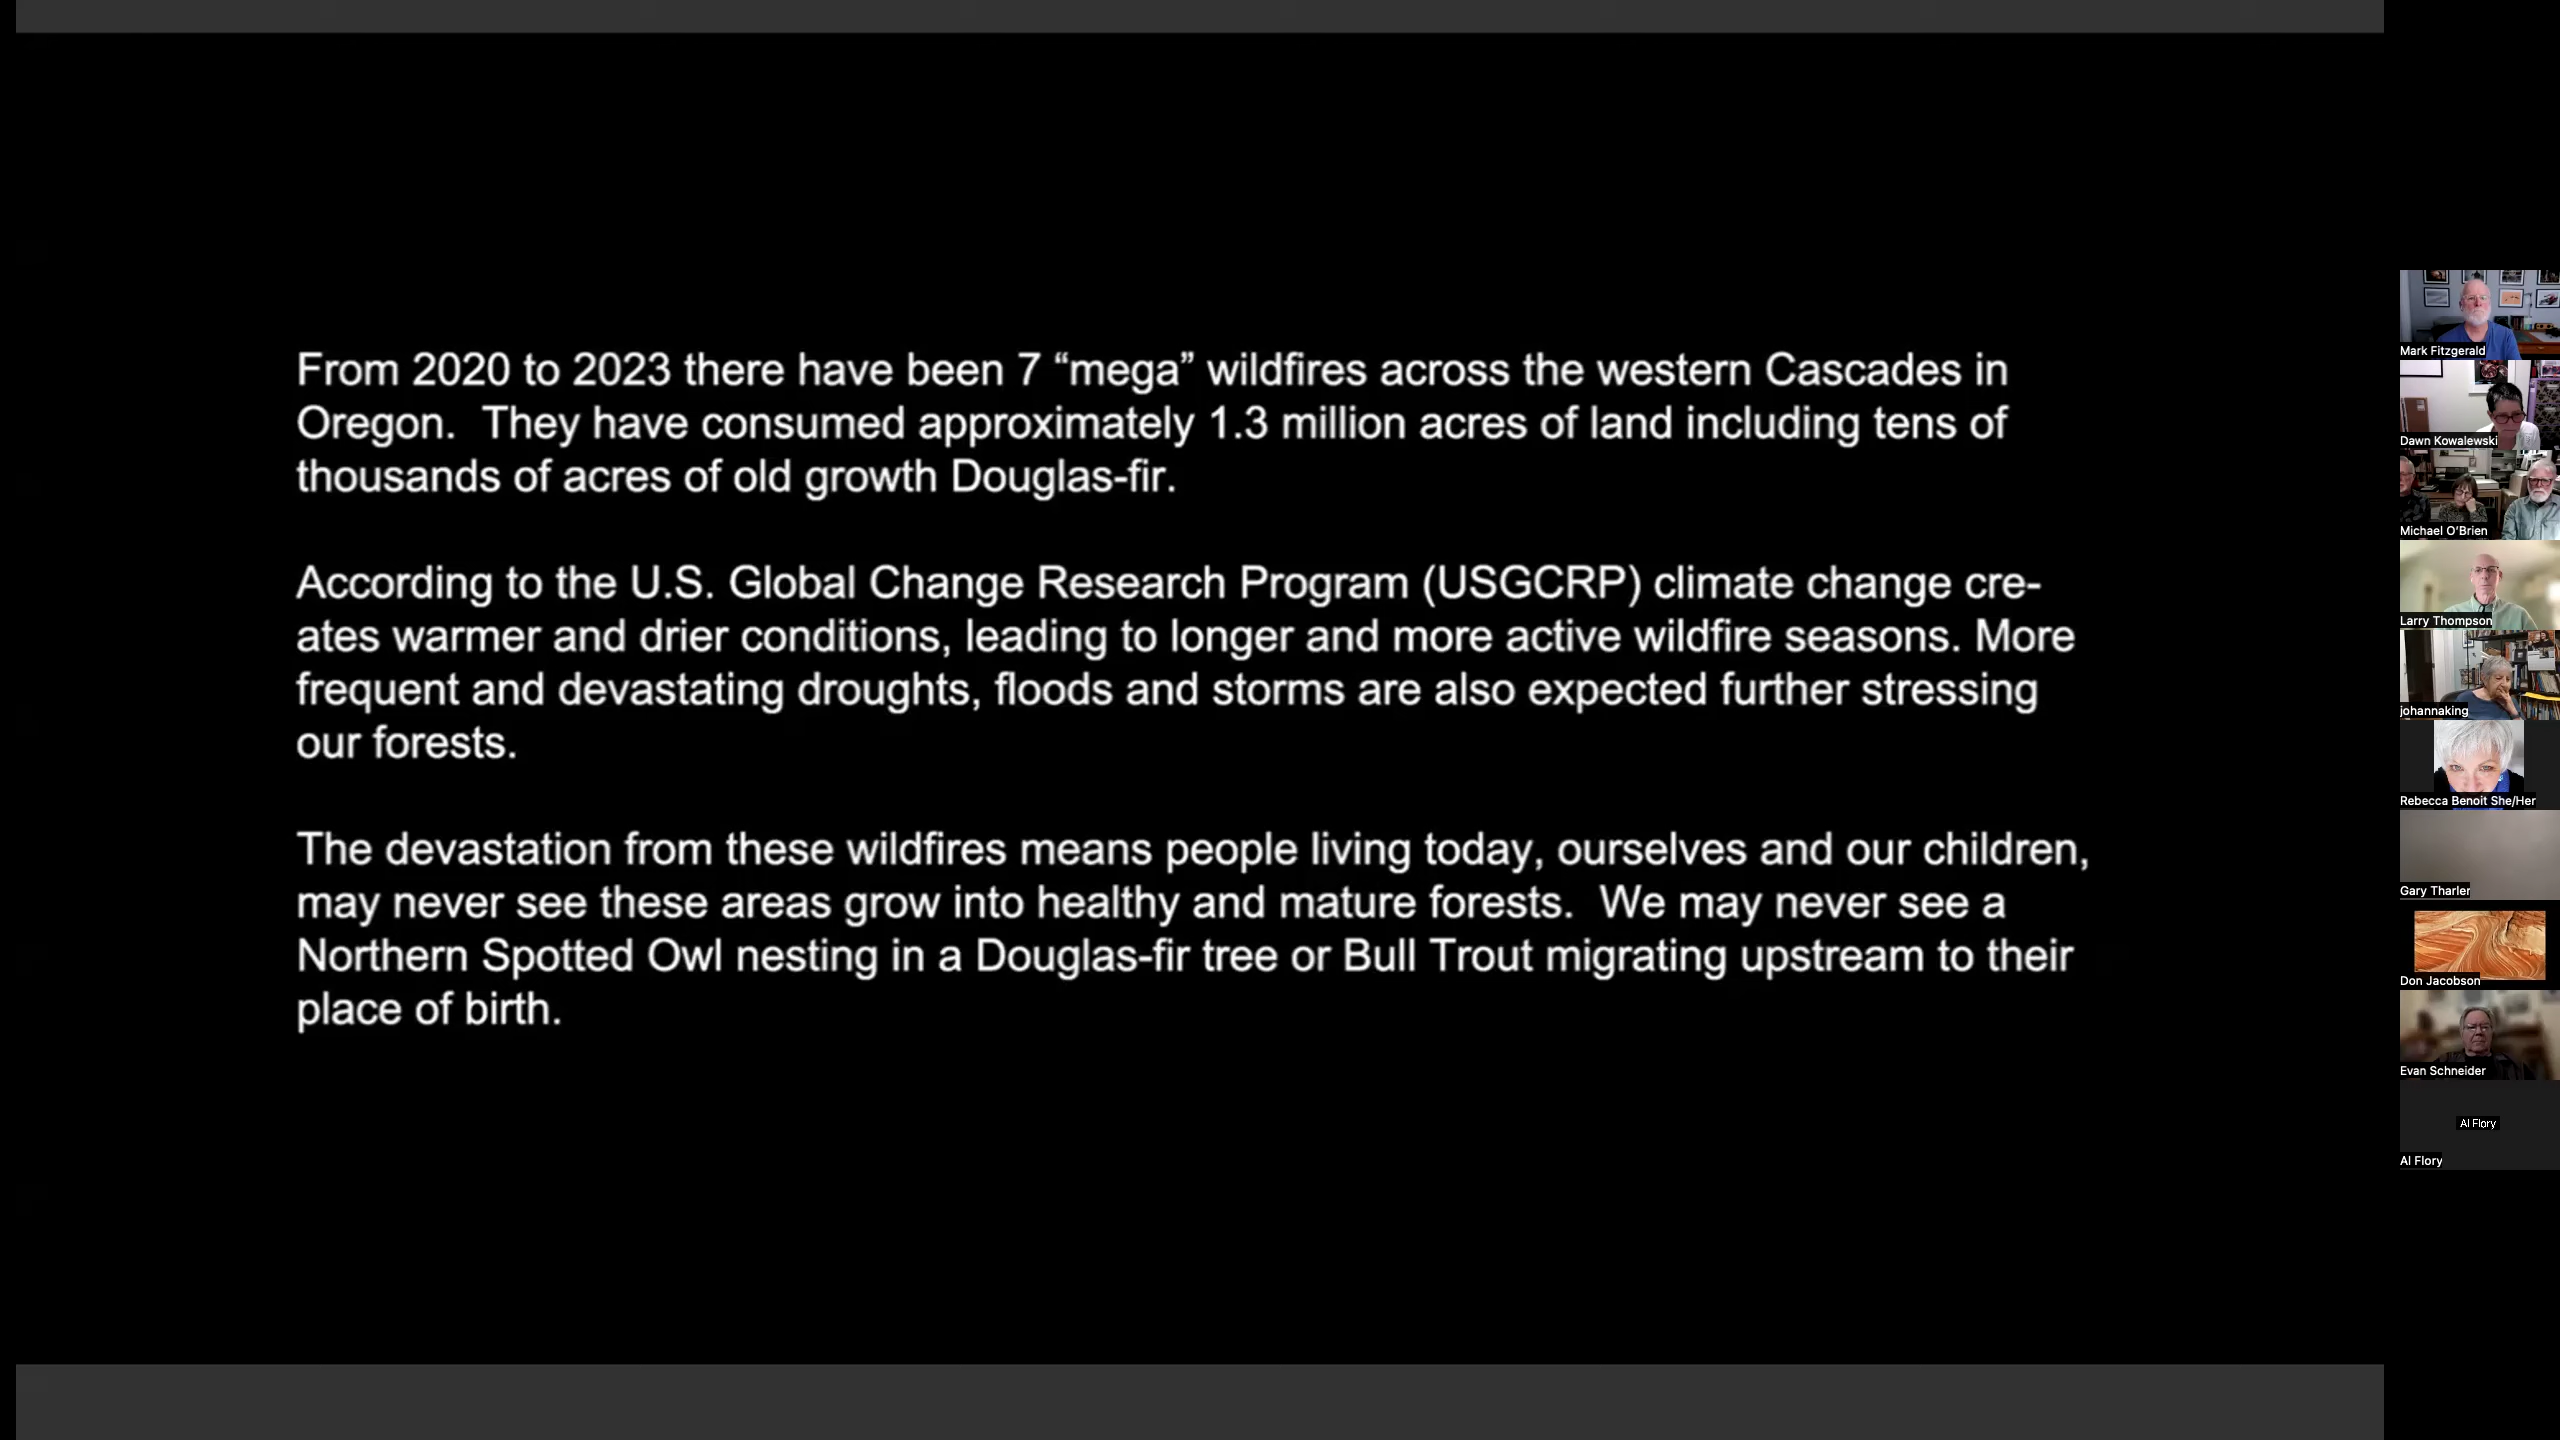 From 2020 to 2023 there have been 7 “mega” wildfires across the western Cascades in
Oregon.  They have consumed approximately 1.3 million acres of land including tens of
thousands of acres of old growth Douglas-fir.
According to the U.S. Global Change Research Program (USGCRP) climate change cre-
ates warmer and drier conditions, leading to longer and more active wildfire seasons. More
frequent and devastating droughts, floods and storms are also expected further stressing
our forests.
The devastation from these wildfires means people living today, ourselves and our children,
may never see these areas grow into healthy and mature forests.  We may never see a
Northern Spotted Owl nesting in a Douglas-fir tree or Bull Trout migrating upstream to their
place of birth.
Mark Fitzgerald
Dawn Kowalewski
Michael O’Brien
Larry Thompson
johannaking
Rebecca Benoit She/Her
Gary Tharler
Don Jacobson
Evan Schneider
Al Flory
Al Flory